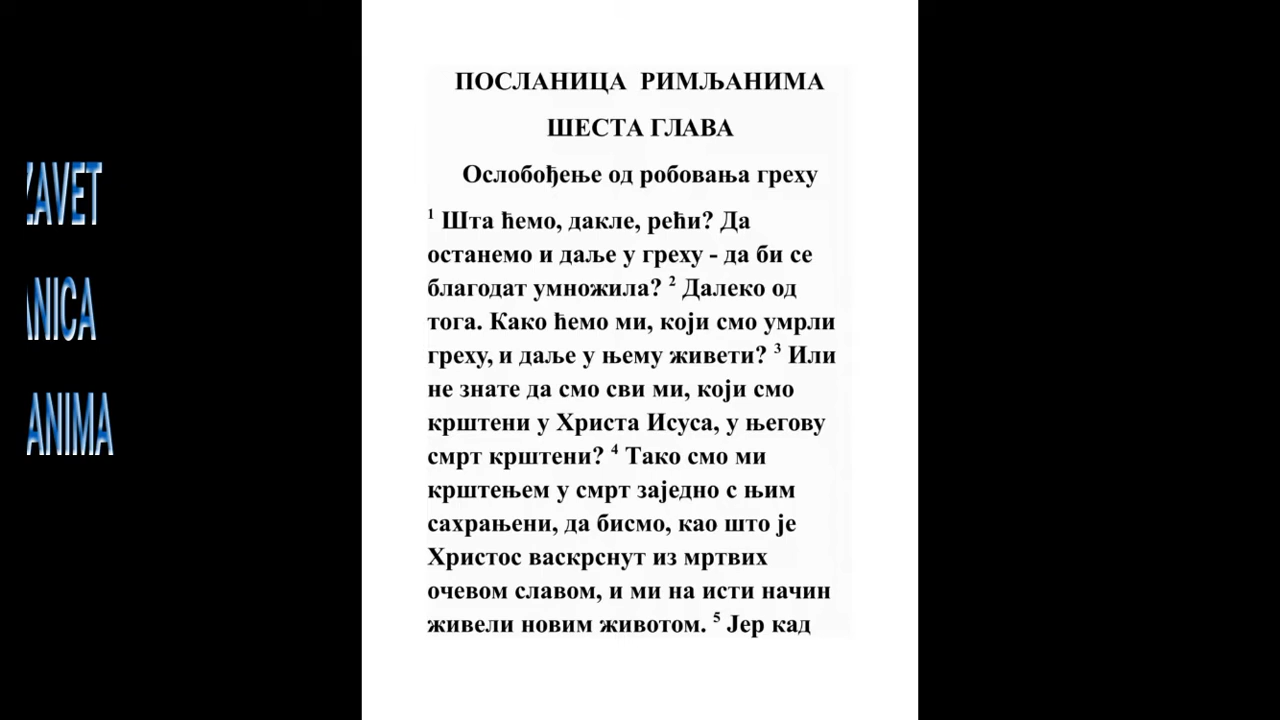 ZAVET
ANICA
ANIMA
ПОСЛАНИЦА РИМЉАНИМА
ШЕСТА ГЛАВА
Ослобођење од робовања греху
1 Шта ћемо, дакле, рећи? Да
останемо и даље у греху - да би се
благодат умножила? 2 Далеко од
тога. Како ћемо ми, који смо умрли
греху, и даље у њему живети? 3 Или
не знате да смо сви ми, који смо
крштени у Христа Исуса, у његову
смрт крштени? 4 Тако смо ми
крштењем у смрт заједно с њим
сахрањени, да бисмо, као што је
Христос васкрснут из мртвих
очевом славом, и ми на исти начин
живели новим животом. 5 Јер кад